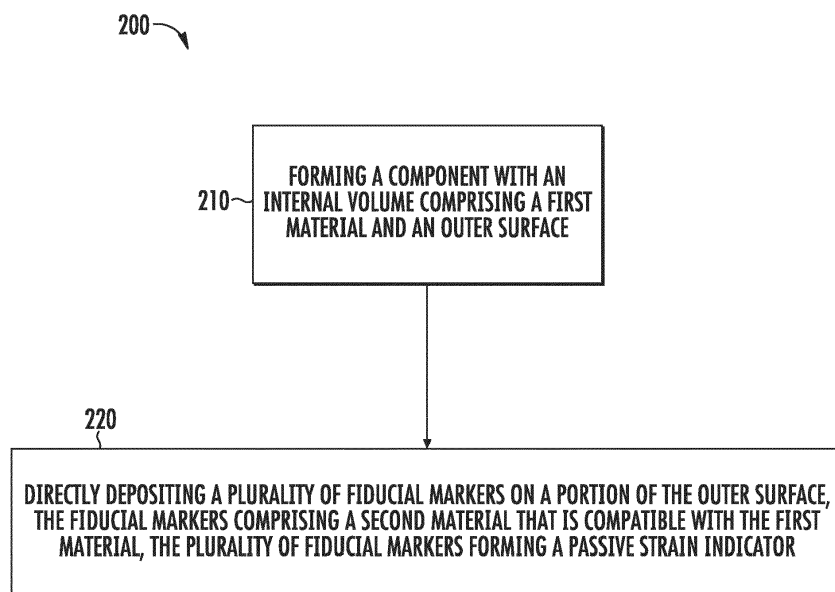 200
210
FORMING A COMPONENT WITH AN
INTERNAL VOLUME COMPRISING A FIRST
MATERIAL AND AN OUTER SURFACE
220
DIRECTLY DEPOSITING A PLURALITY OF FIDUCIAL MARKERS ON A PORTION OF THE OUTER SURFACE,
THE FIDUCIAL MARKERS COMPRISING A SECOND MATERIAL THAT IS COMPATIBLE WITH THE FIRST
MATERIAL, THE PLURALITY OF FIDUCIAL MARKERS FORMING A PASSIVE STRAIN INDICATOR